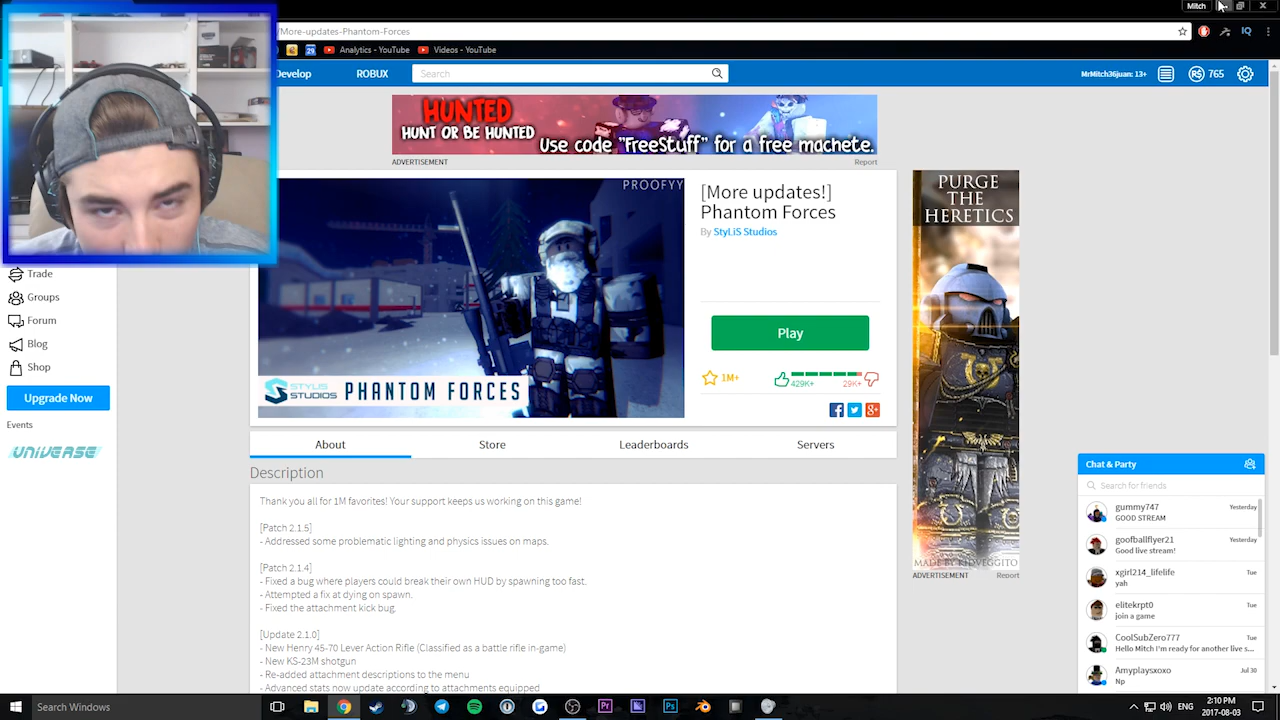 Mitch
/More-updates-Phantom-Forces
29
Analytics - YouTube
Videos - YouTube
Develop
ROBUX
Search
MrMitch36juan: 13+
R$ 765
HUNTED
HUNT OR BE HUNTED
Use code "FreeStuff" for a free machete.
ADVERTISEMENT
Report
PROOFYY
STYLIS
STUDIOS
PHANTOM FORCES
[More updates!]
Phantom Forces
By StyLiS Studios
Play
1M+
429K+
29K+
g+
PURGE
THE
HERETICS
MADE BY KIDVEGGITO
ADVERTISEMENT
Report
Trade
Groups
Forum
Blog
Shop
Upgrade Now
Events
UNIVERSE
About
Store
Leaderboards
Servers
Description
Thank you all for 1M favorites! Your support keeps us working on this game!
[Patch 2.1.5]
- Addressed some problematic lighting and physics issues on maps.
[Patch 2.1.4]
- Fixed a bug where players could break their own HUD by spawning too fast.
- Attempted a fix at dying on spawn.
- Fixed the attachment kick bug.
[Update 2.1.0]
- New Henry 45-70 Lever Action Rifle (Classified as a battle rifle in-game)
- New KS-23M shotgun
- Re-added attachment descriptions to the menu
- Advanced stats now update according to attachments equipped
Chat & Party
Search for friends
gummy747
Yesterday
GOOD STREAM
goofballflyer21
Yesterday
Good live stream!
xgirl214_lifelife
Tue
yah
elitekrpt0
Tue
join a game
CoolSubZero777
Tue
Hello Mitch I'm ready for another live s...
Amyplaysxoxo
Jul 30
Np
Search Windows
Pr
Ps
2:10 PM
2017-08-03